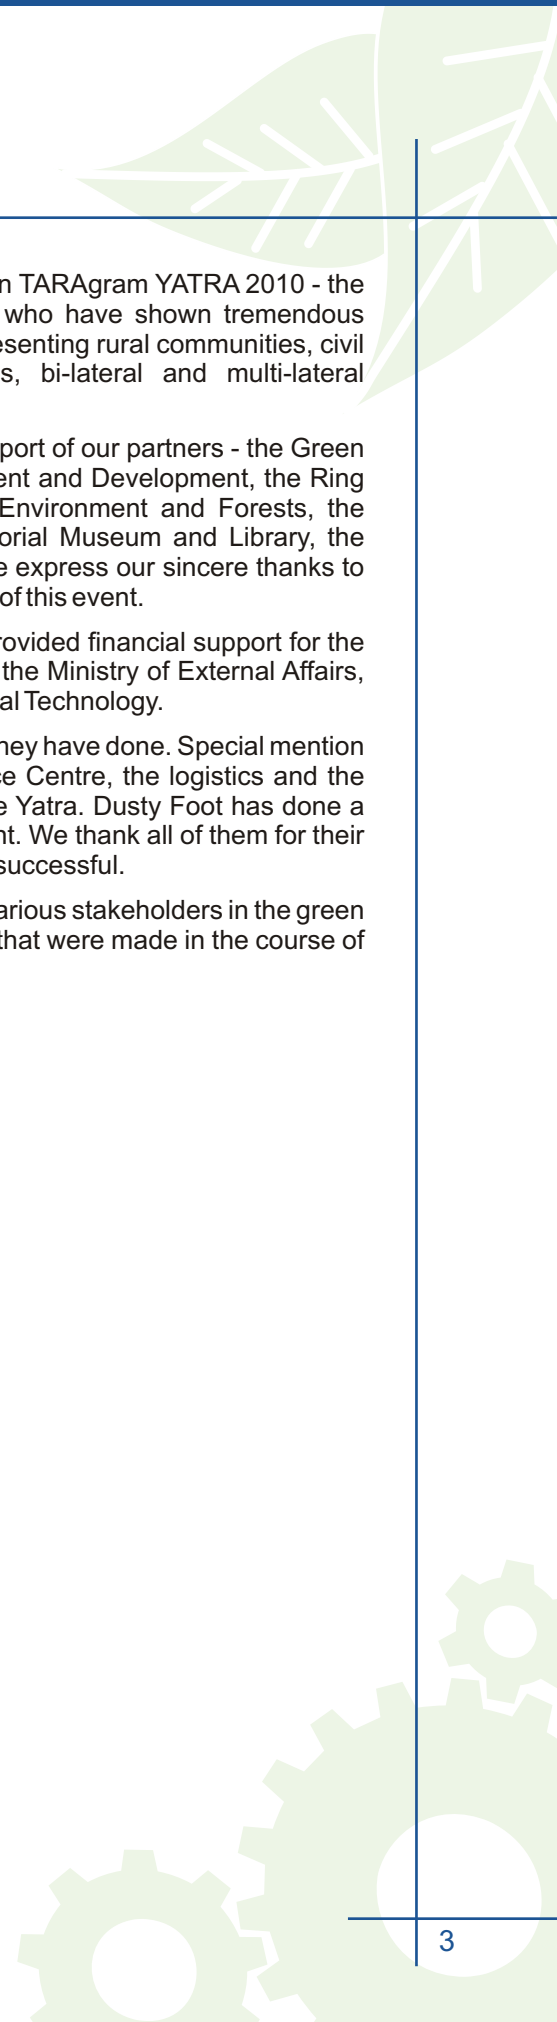 n TARAgram YATRA 2010 - the
who have shown tremendous
esenting rural communities, civil
s, bi-lateral and multi-lateral
port of our partners - the Green
ent and Development, the Ring
Environment and Forests, the
orial Museum and Library, the
e express our sincere thanks to
of this event.
rovided financial support for the
the Ministry of External Affairs,
al Technology.
hey have done. Special mention
ce Centre, the logistics and the
e Yatra. Dusty Foot has done a
nt. We thank all of them for their
successful.
arious stakeholders in the green
that were made in the course of
3